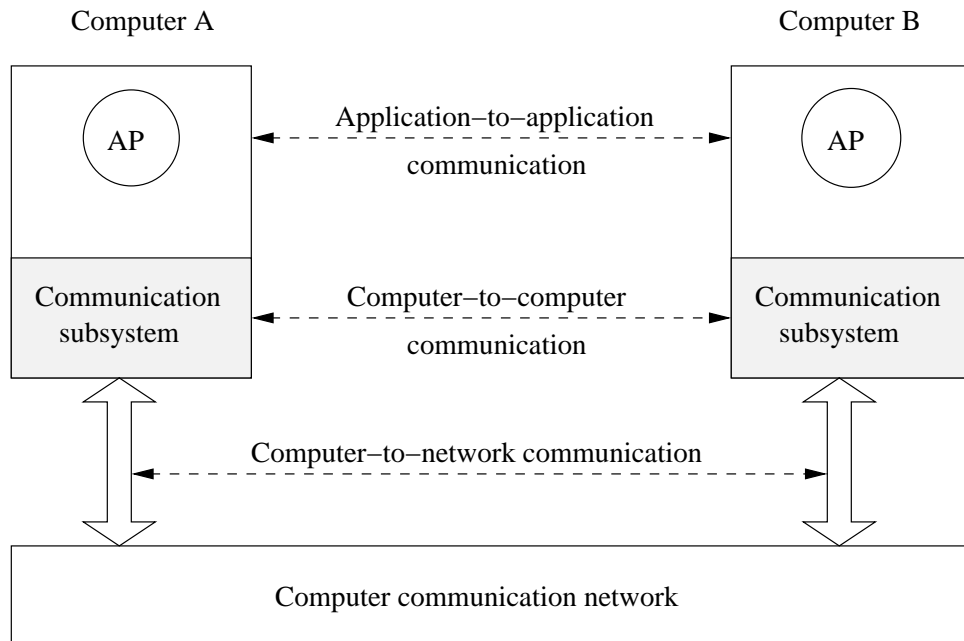 Computer A
Computer B
AP
Application−to−application
communication
AP
Communication
subsystem
Computer−to−computer
communication
Communication
subsystem
Computer−to−network communication
Computer communication network